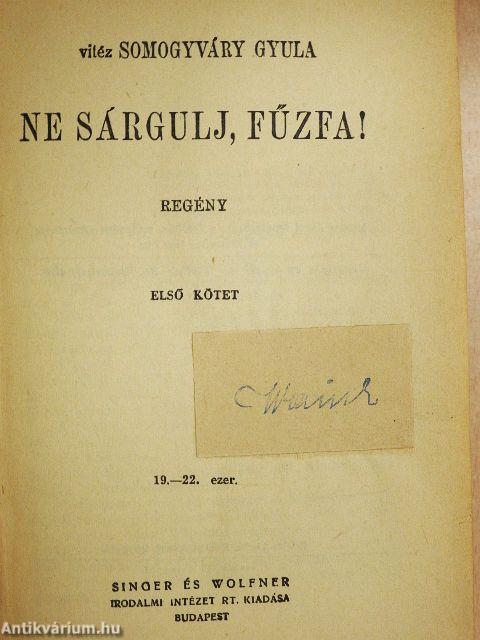 vitéz SOMOGYVÁRY GYULA
NE SÁRGULJ, FŰZFA!
REGÉNY
ELSŐ KÖTET
19.—22. ezer.
SINGER ÉS WOLFNER
IRODALMI INTÉZET RT. KIADÁSA
BUDAPEST
Antikvárium.hu